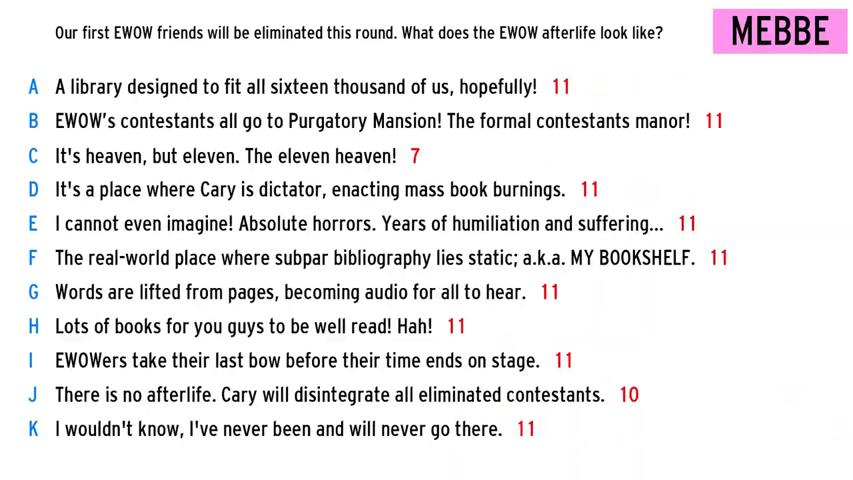 Our first EWOW friends will be eliminated this round. What does the EWOW afterlife look like?
MEBBE
A A library designed to fit all sixteen thousand of us, hopefully! 11
B EWOW's contestants all go to Purgatory Mansion! The formal contestants manor! 11
C It's heaven, but eleven. The eleven heaven! 7
D It's a place where Cary is dictator, enacting mass book burnings. 11
E I cannot even imagine! Absolute horrors. Years of humiliation and suffering... 11
F The real-world place where subpar bibliography lies static; a.k.a. MY BOOKSHELF. 11
G Words are lifted from pages, becoming audio for all to hear. 11
H Lots of books for you guys to be well read! Hah! 11
I EWOWers take their last bow before their time ends on stage. 11
J There is no afterlife. Cary will disintegrate all eliminated contestants. 10
K I wouldn't know, I've never been and will never go there. 11